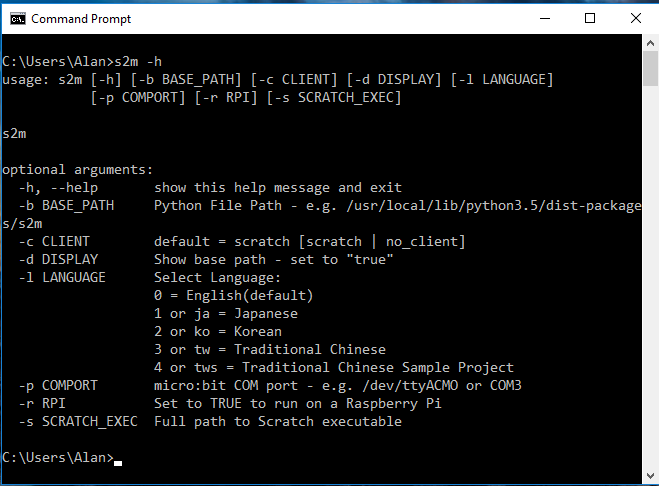 Command Prompt
C:\Users\Alan>s2m -h
usage: s2m [-h] [-b BASE_PATH] [-c CLIENT] [-d DISPLAY] [-l LANGUAGE]
           [-p COMPORT] [-r RPI] [-s SCRATCH_EXEC]
s2m
optional arguments:
  -h, --help       show this help message and exit
  -b BASE_PATH     Python File Path - e.g. /usr/local/lib/python3.5/dist-package
s/s2m
  -c CLIENT        default = scratch [scratch | no_client]
  -d DISPLAY       Show base path - set to "true"
  -l LANGUAGE      Select Language:
                   0 = English(default)
                   1 or ja = Japanese
                   2 or ko = Korean
                   3 or tw = Traditional Chinese
                   4 or tws = Traditional Chinese Sample Project
  -p COMPORT       micro:bit COM port - e.g. /dev/ttyACMO or COM3
  -r RPI           Set to TRUE to run on a Raspberry Pi
  -s SCRATCH_EXEC  Full path to Scratch executable
C:\Users\Alan>